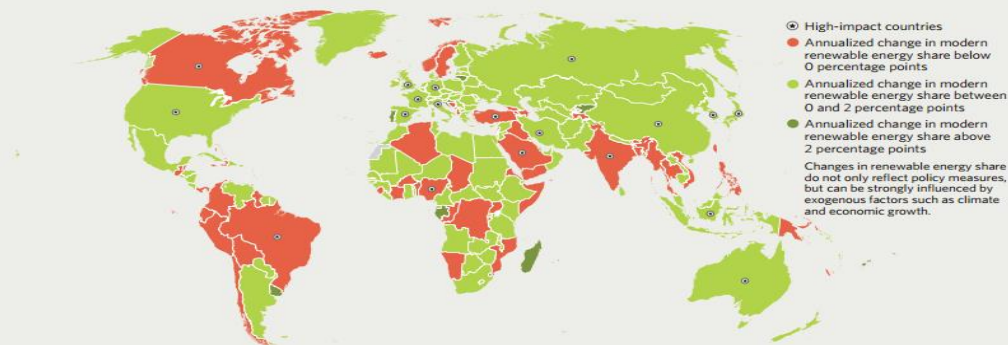 High-impact countries
Annualized change in modern
renewable energy share below
0 percentage points
Annualized change in modern
renewable energy share between
0 and 2 percentage points
Annualized change in modern
renewable energy share above
2 percentage points
Changes in renewable energy share
do not only reflect policy measures,
but can be strongly influenced by
exogenous factors such as climate
and economic growth.